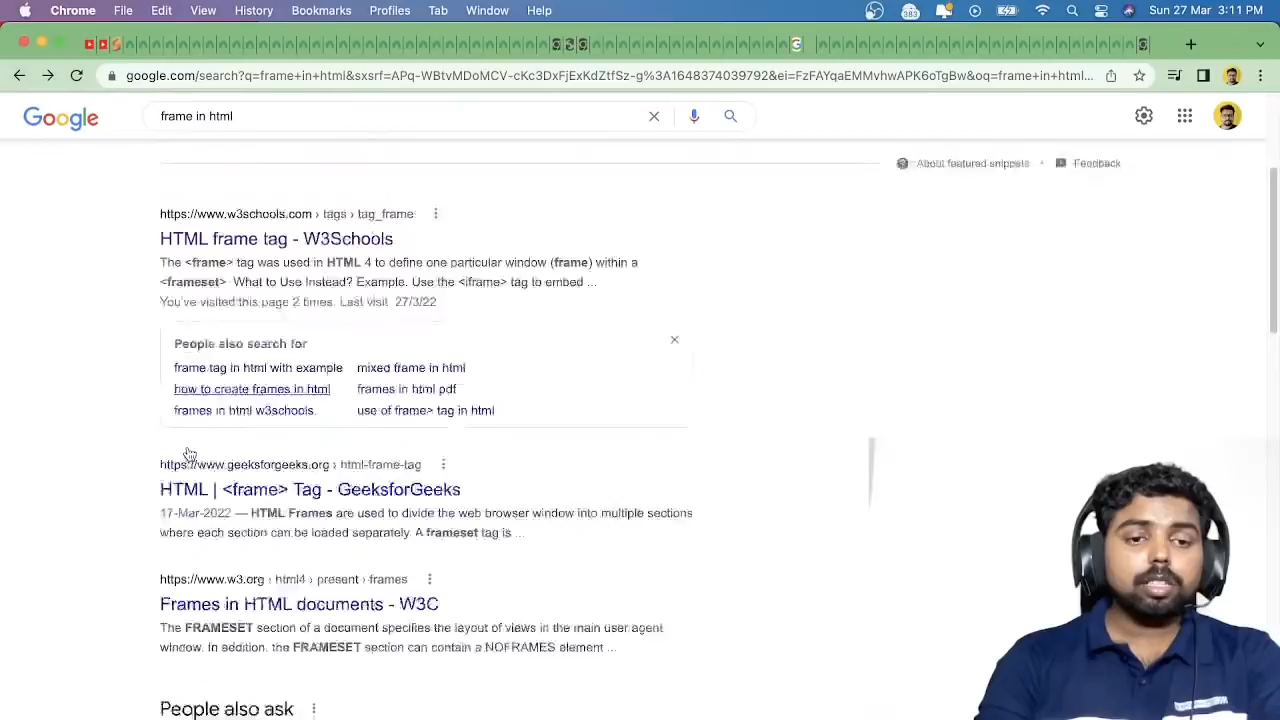 Chrome File Edit View History Bookmarks Profiles Tab Window Help 383 Sun 27 Mar 3:11 PM
google.com/search?q=frame+in+html&sxsrf=APq-WBtvMDoMCV-cKc3DxFjExKdZtfSz-g%3A1648374039792&ei=FzFAYqaEMMvhwAPK6oTgBw&oq=frame+in+html...
Google frame in html
About featured snippets • Feedback
https://www.w3schools.com › tags › tag_frame
HTML frame tag - W3Schools
The <frame> tag was used in HTML 4 to define one particular window (frame) within a
<frameset> What to Use Instead? Example. Use the <iframe> tag to embed ...
You've visited this page 2 times. Last visit 27/3/22
People also search for
frame tag in html with example mixed frame in html
how to create frames in html frames in html pdf
frames in html w3schools. use of frame> tag in html
https://www.geeksforgeeks.org › html-frame-tag
HTML | <frame> Tag - GeeksforGeeks
17-Mar-2022 — HTML Frames are used to divide the web browser window into multiple sections
where each section can be loaded separately. A frameset tag is ...
https://www.w3.org › html4 › present › frames
Frames in HTML documents - W3C
The FRAMESET section of a document specifies the layout of views in the main user agent
window. In addition, the FRAMESET section can contain a NOFRAMES element ...
People also ask